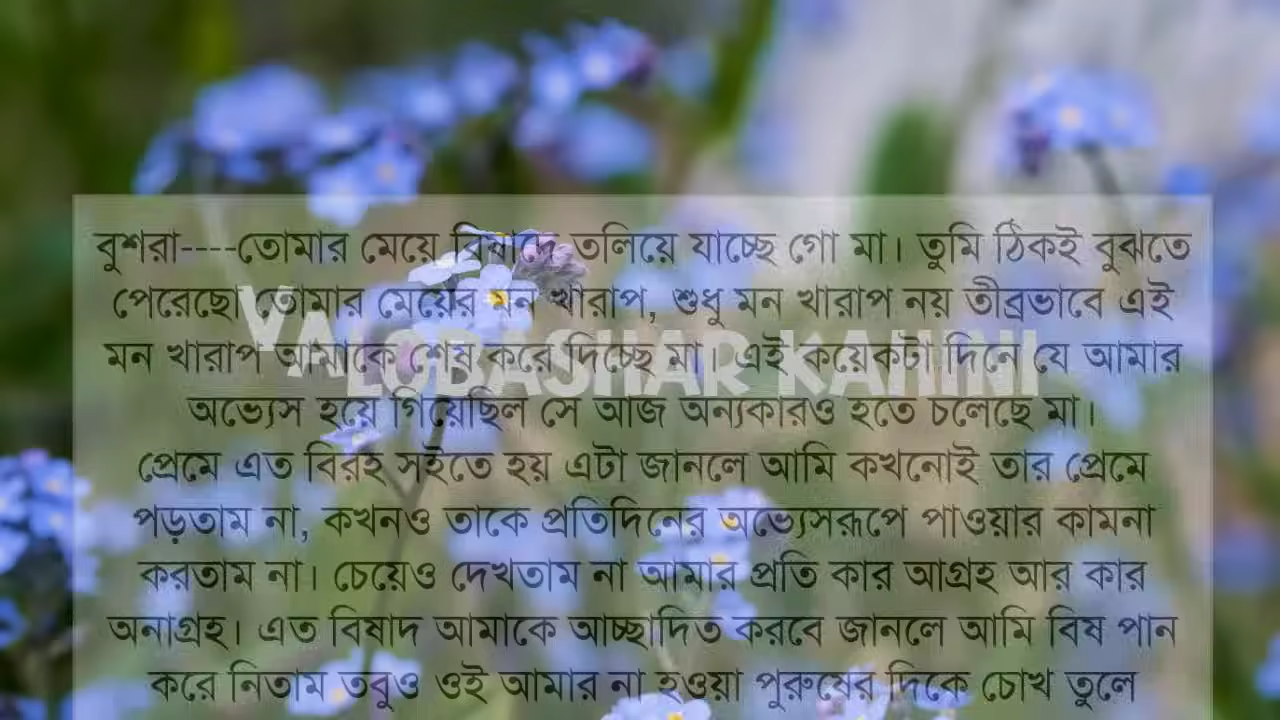 বুশরা----তোমার মেয়ে বিষাদে তলিয়ে যাচ্ছে গো মা। তুমি ঠিকই বুঝতে
পেরেছো তোমার মেয়ের মন খারাপ, শুধু মন খারাপ নয় তীব্রভাবে এই
মন খারাপ আমাকে শেষ করে দিচ্ছে মা। এই কয়েকটা দিনে যে আমার
VALOBASHAR KAHINI
অভ্যেস হয়ে গিয়েছিল সে আজ অন্যকারও হতে চলেছে মা।
প্রেমে এত বিরহ সইতে হয় এটা জানলে আমি কখনোই তার প্রেমে
পড়তাম না, কখনও তাকে প্রতিদিনের অভ্যেসরূপে পাওয়ার কামনা
করতাম না। চেয়েও দেখতাম না আমার প্রতি কার আগ্রহ আর কার
অনাগ্রহ। এত বিষাদ আমাকে আচ্ছাদিত করবে জানলে আমি বিষ পান
করে নিতাম তবুও ওই আমার না হওয়া পুরুষের দিকে চোখ তুলে